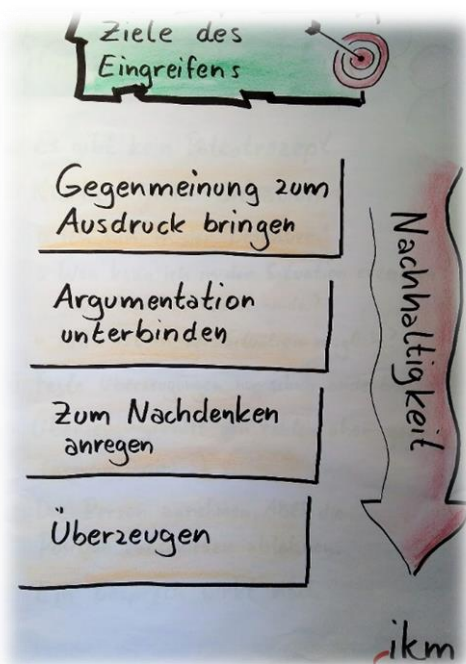 Ziele des
Eingreifens
Gegenmeinung zum
Ausdruck bringen
Argumentation
unterbinden
Zum Nachdenken
anregen
Überzeugen
Nachhaltigkeit
ikm